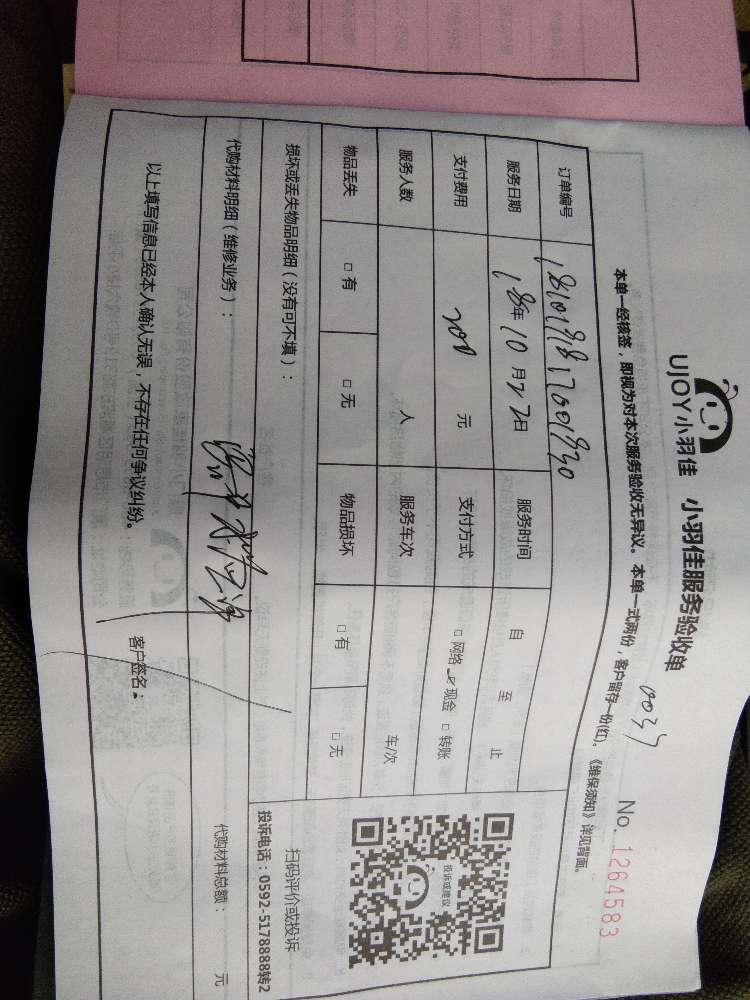 UJOY小羽佳 小羽佳服务验收单
No. 1264583
本单一经核签，即视为对本次服务验收无异议。本单一式两份，客户留存一份(红)。《维保须知》详见背面。
订单编号
服务日期 18年10月22日 服务时间 自 至 止
支付费用 200 元 支付方式 □ 网络 ☑ 现金 □ 转账
服务人数 人 服务车次 车/次
物品丢失 □ 有 □ 无 物品损坏 □ 有 □ 无
投诉或建议
扫码评价或投诉
投诉电话：0592-5178888转2
损坏或丢失物品明细（没有可不填）：
代购材料明细（维修业务）： 代购材料总额： 元
以上填写信息已经本人确认无误，不存在任何争议纠纷。 客户签名：